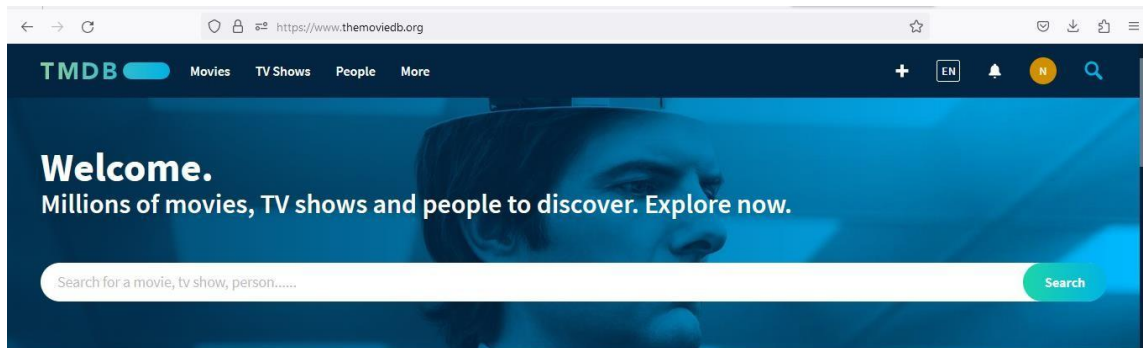 https://www.themoviedb.org
TMDB Movies TV Shows People More EN N
Welcome.
Millions of movies, TV shows and people to discover. Explore now.
Search for a movie, tv show, person...... Search